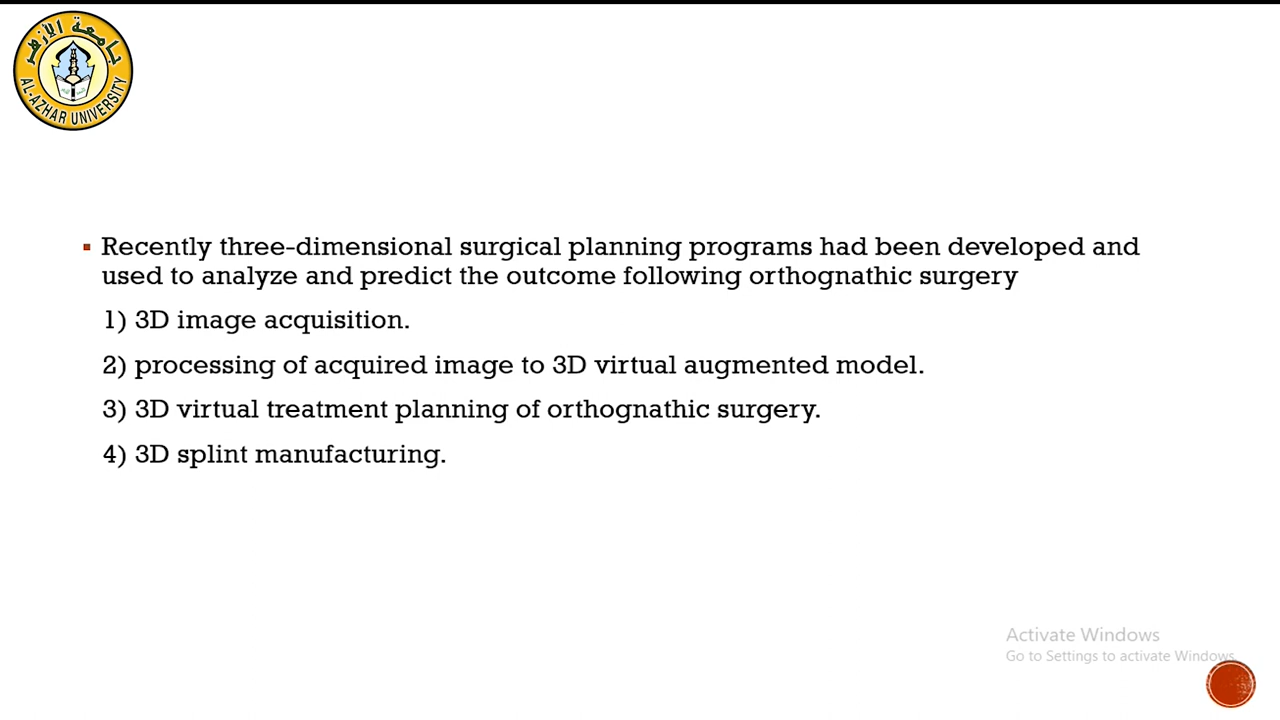 جامعة الأزهر
AL-AZHAR UNIVERSITY
▪ Recently three-dimensional surgical planning programs had been developed and
used to analyze and predict the outcome following orthognathic surgery
1) 3D image acquisition.
2) processing of acquired image to 3D virtual augmented model.
3) 3D virtual treatment planning of orthognathic surgery.
4) 3D splint manufacturing.
Activate Windows
Go to Settings to activate Windows.